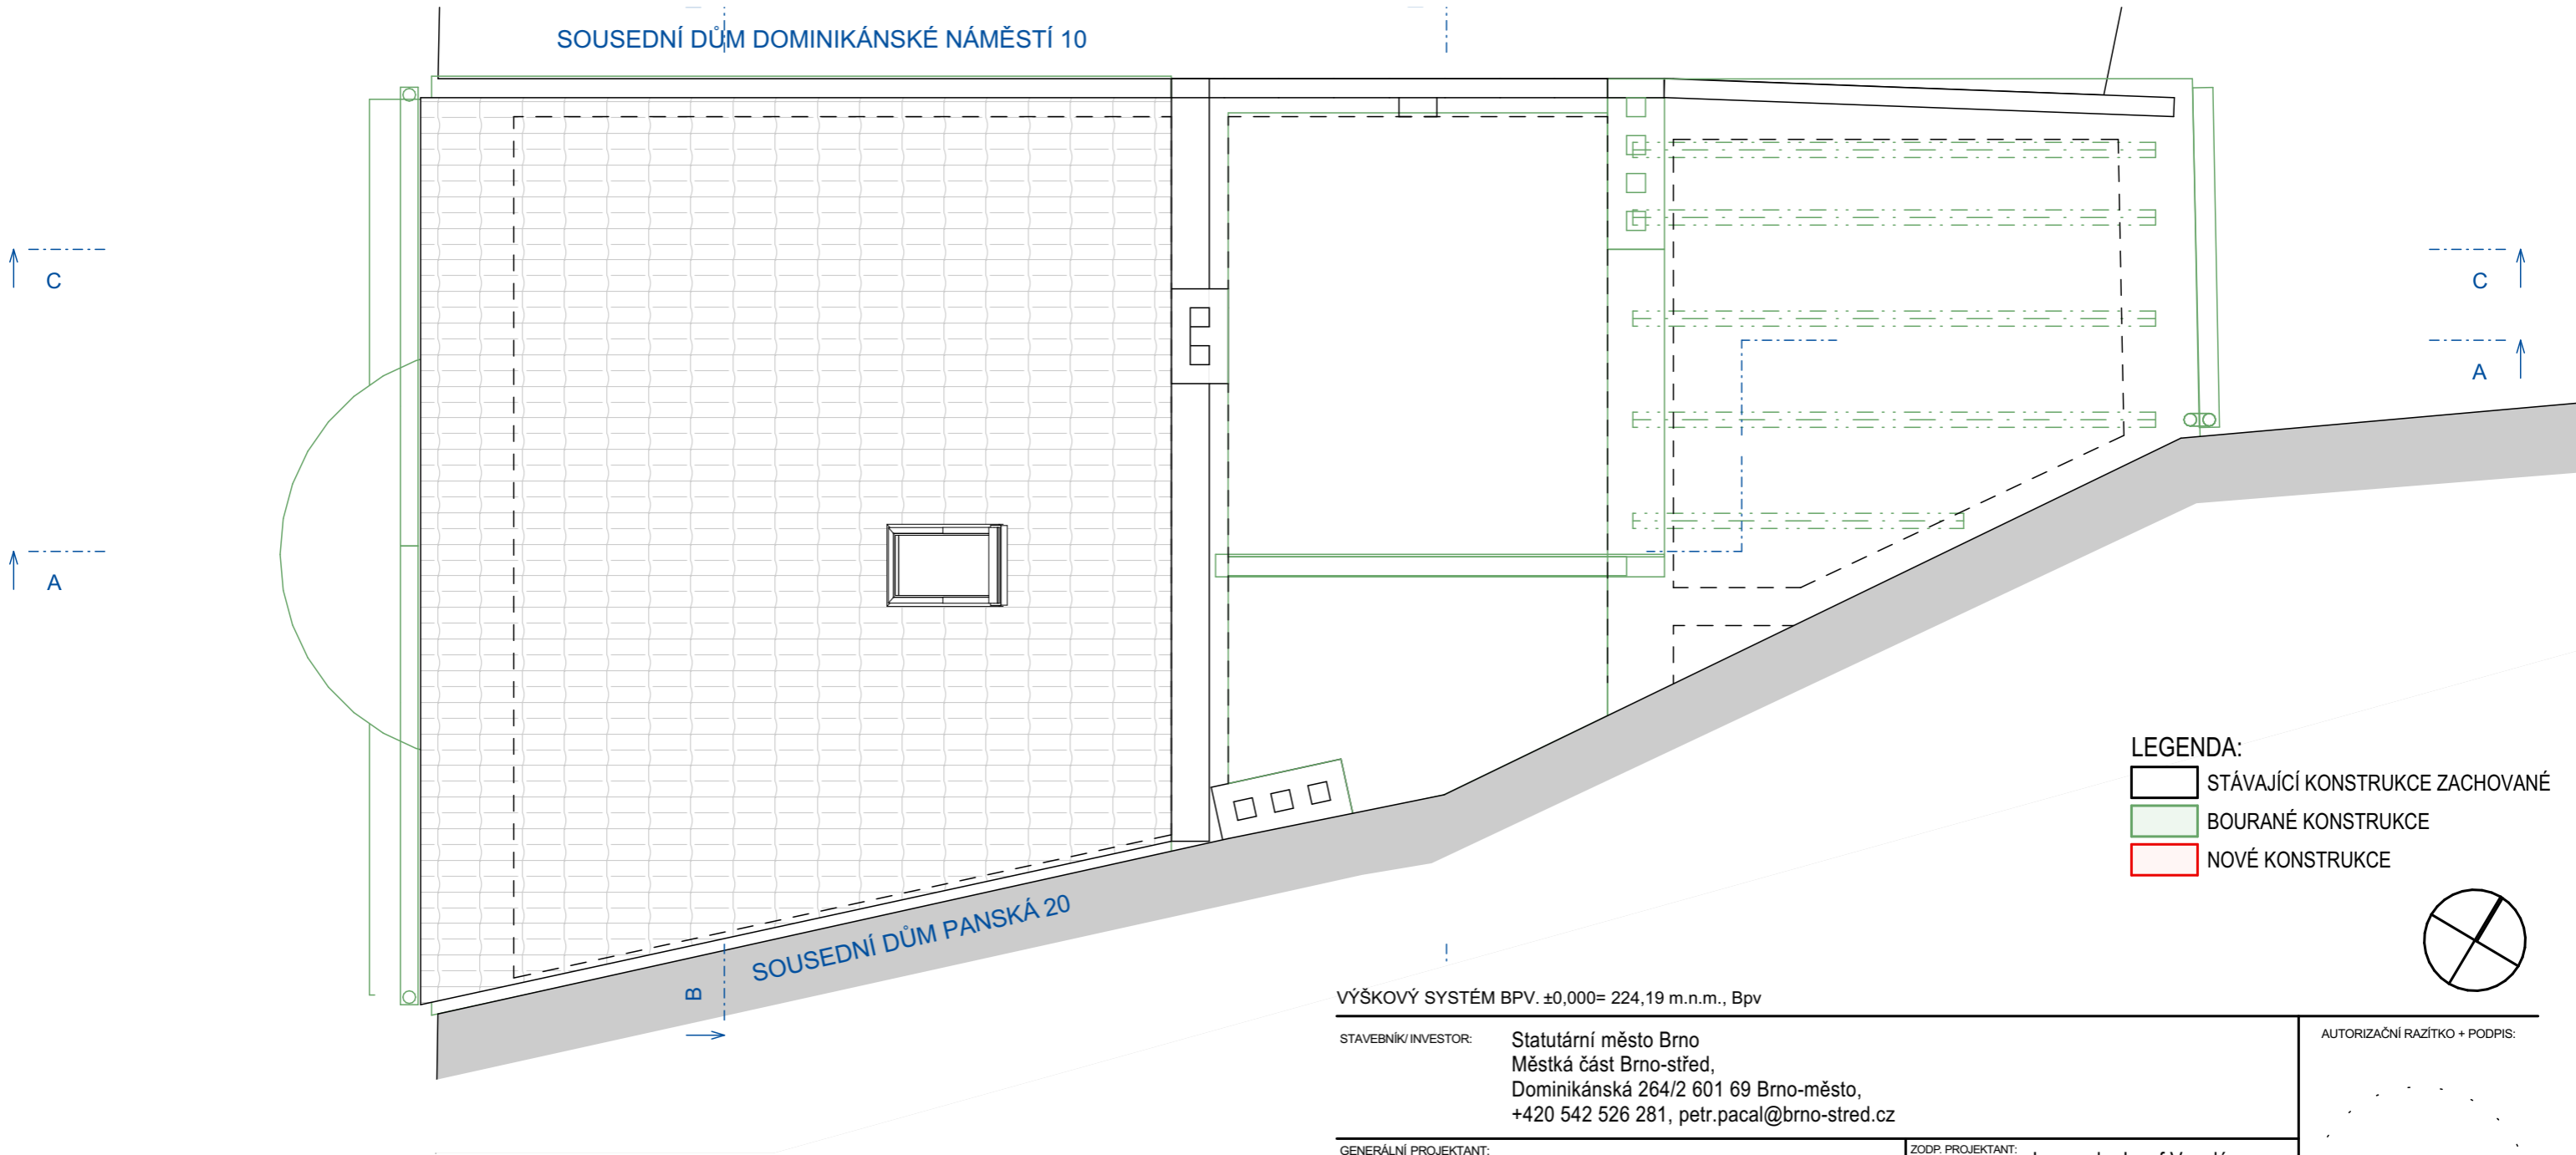 SOUSEDNÍ DŮM DOMINIKÁNSKÉ NÁMĚSTÍ 10
C
C
A
A
LEGENDA:
STÁVAJÍCÍ KONSTRUKCE ZACHOVANÉ
BOURANÉ KONSTRUKCE
NOVÉ KONSTRUKCE
SOUSEDNÍ DŮM PANSKÁ 20
B
VÝŠKOVÝ SYSTÉM BPV. ±0,000= 224,19 m.n.m., Bpv
STAVEBNÍK/INVESTOR:
Statutární město Brno
Městká část Brno-střed,
Dominikánská 264/2 601 69 Brno-město,
+420 542 526 281, petr.pacal@brno-stred.cz
AUTORIZAČNÍ RAZÍTKO + PODPIS:
GENERÁLNÍ PROJEKTANT:
ZODP. PROJEKTANT: